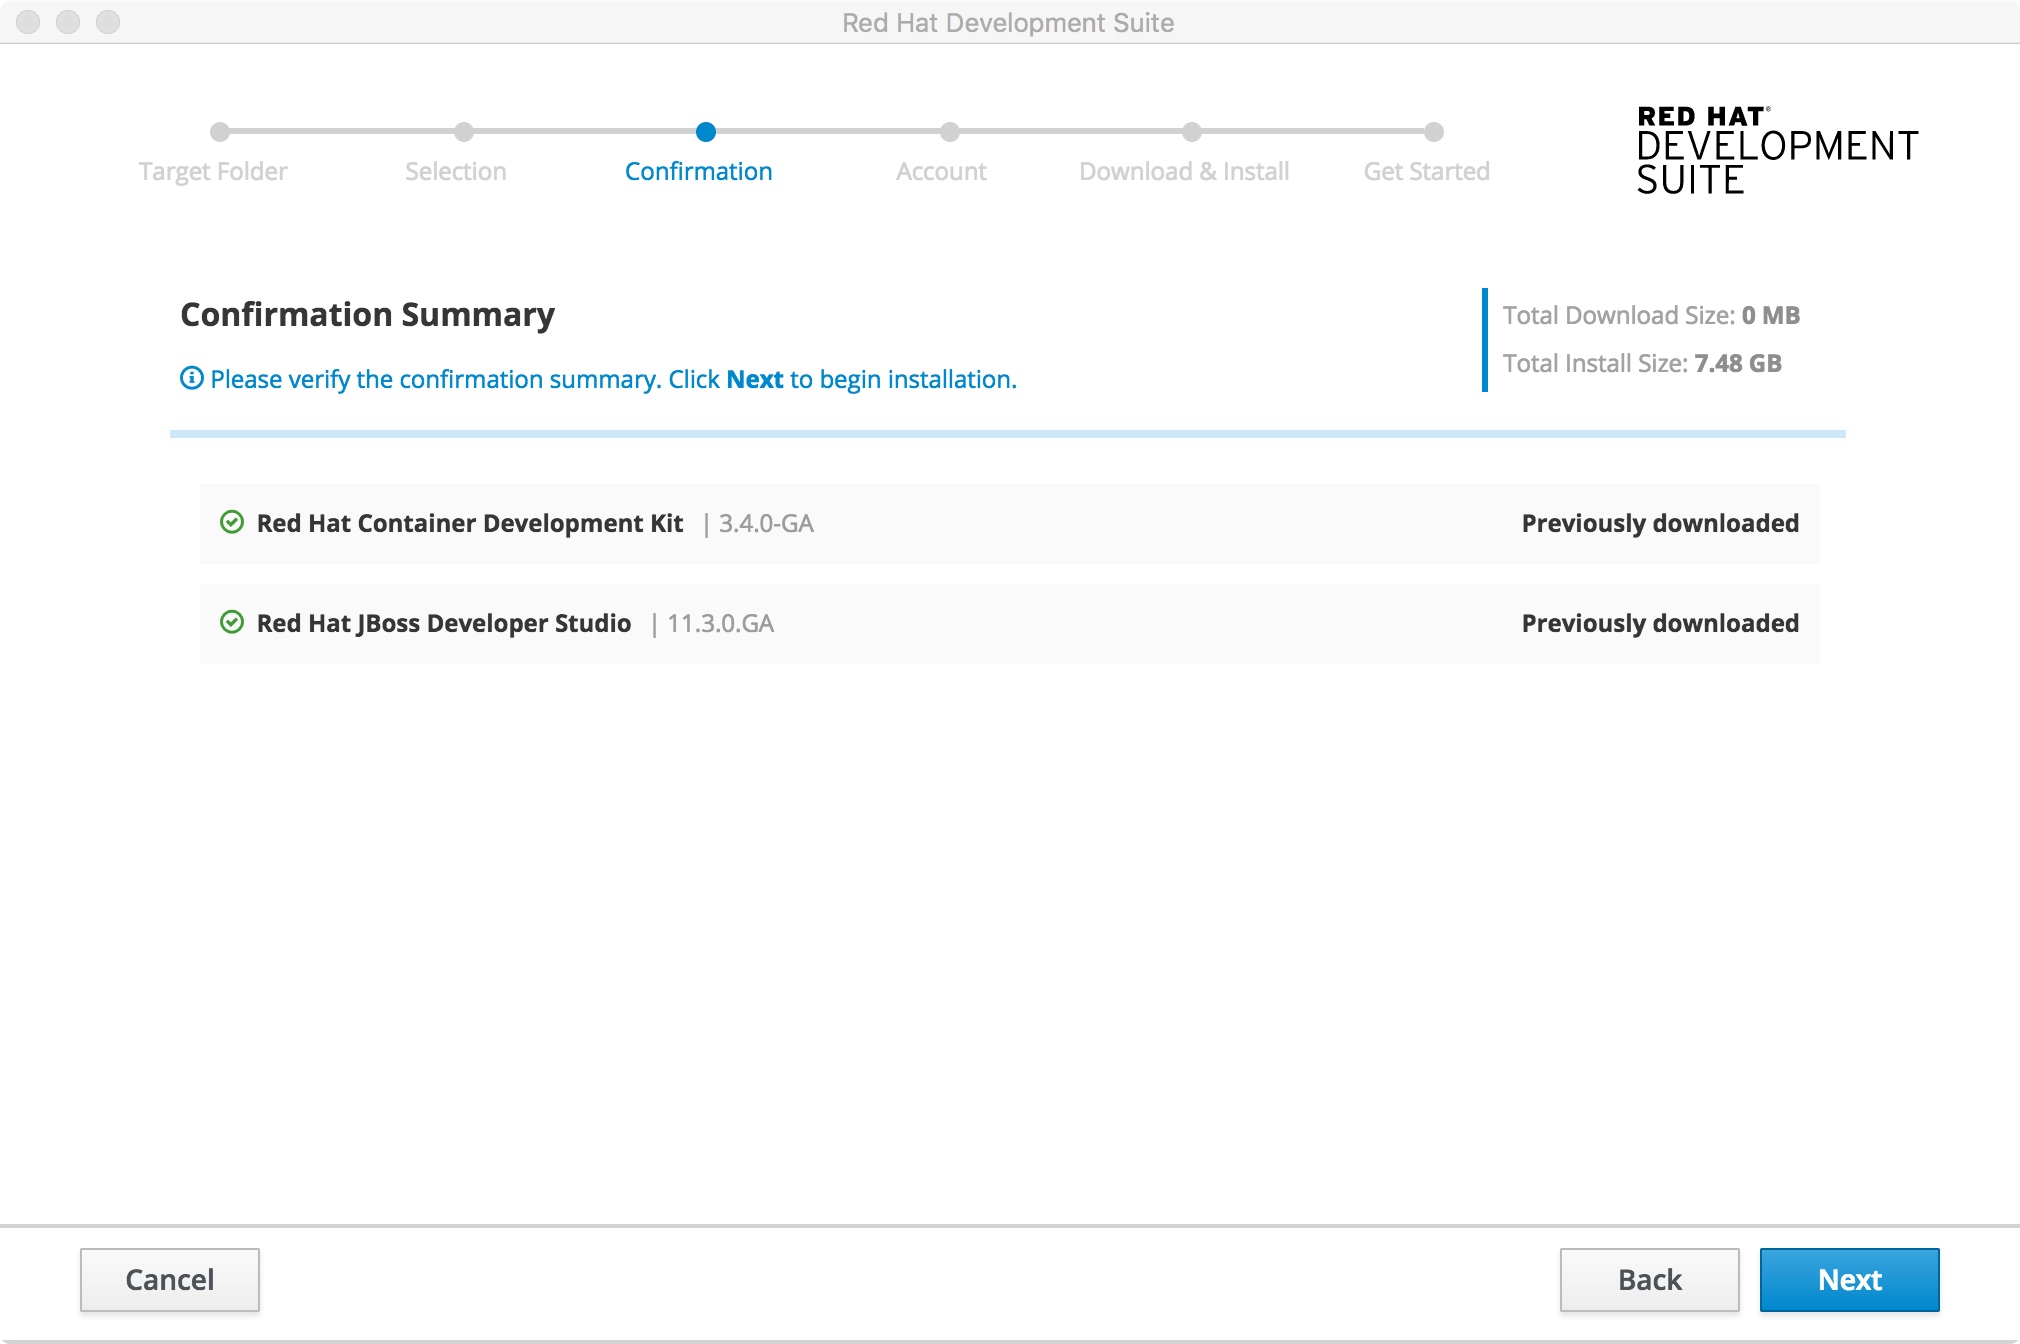 Red Hat Development Suite
Target Folder
Selection
Confirmation
Account
Download & Install
Get Started
RED HAT®
DEVELOPMENT
SUITE
Confirmation Summary
Please verify the confirmation summary. Click Next to begin installation.
Total Download Size: 0 MB
Total Install Size: 7.48 GB
Red Hat Container Development Kit | 3.4.0-GA Previously downloaded
Red Hat JBoss Developer Studio | 11.3.0.GA Previously downloaded
Cancel
Back
Next